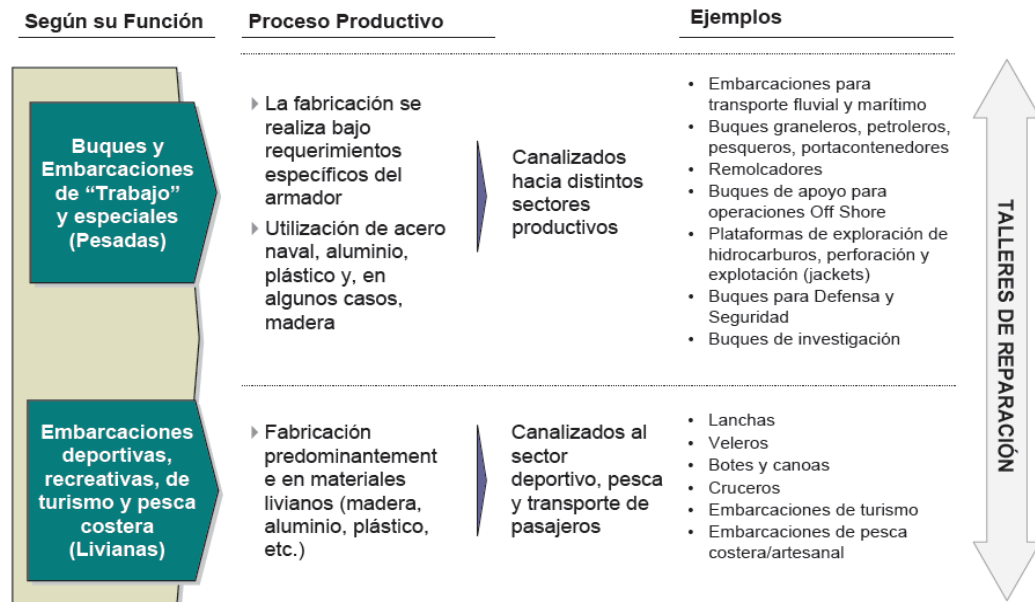 Según su Función
Proceso Productivo
Ejemplos
Buques y
Embarcaciones
de “Trabajo”
y especiales
(Pesadas)
La fabricación se
realiza bajo
requerimientos
específicos del
armador
Utilización de acero
naval, aluminio,
plástico y, en
algunos casos,
madera
Canalizados
hacia distintos
sectores
productivos
• Embarcaciones para
transporte fluvial y marítimo
• Buques graneleros, petroleros,
pesqueros, portacontenedores
• Remolcadores
• Buques de apoyo para
operaciones Off Shore
• Plataformas de exploración de
hidrocarburos, perforación y
explotación (jackets)
• Buques para Defensa y
Seguridad
• Buques de investigación
Embarcaciones
deportivas,
recreativas, de
turismo y pesca
costera
(Livianas)
Fabricación
predominantement
e en materiales
livianos (madera,
aluminio, plástico,
etc.)
Canalizados al
sector
deportivo, pesca
y transporte de
pasajeros
• Lanchas
• Veleros
• Botes y canoas
• Cruceros
• Embarcaciones de turismo
• Embarcaciones de pesca
costera/artesanal
TALLERES DE REPARACIÓN